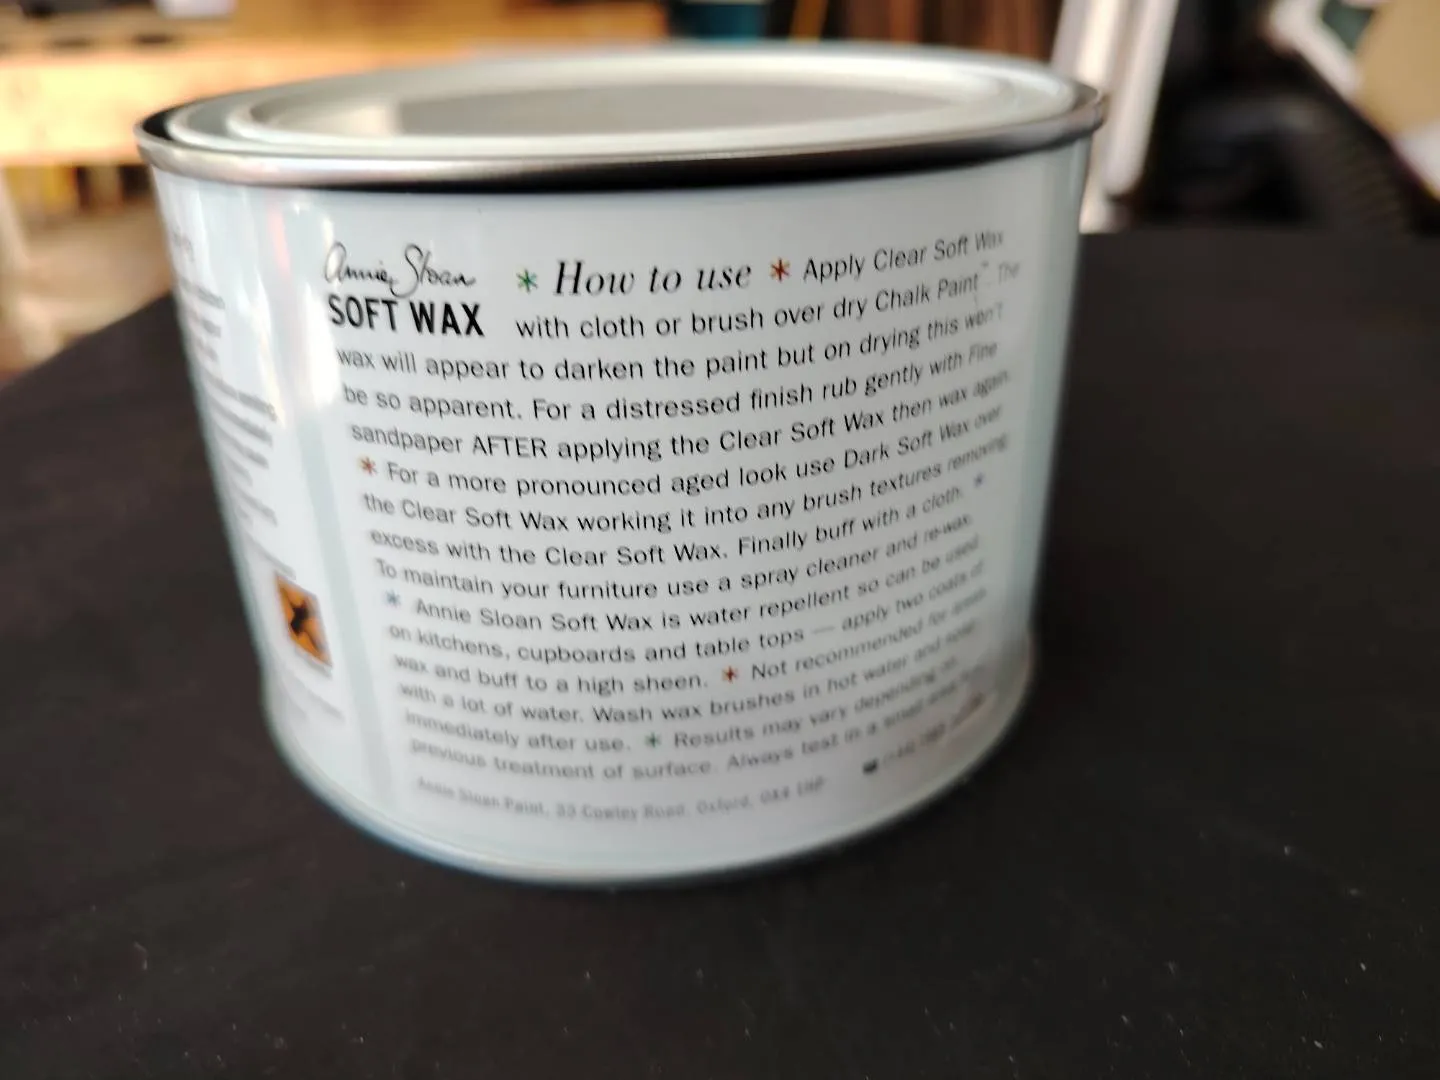 Annie Sloan
SOFT WAX
* How to use * Apply Clear Soft Wax
with cloth or brush over dry Chalk Paint™. The
wax will appear to darken the paint but on drying this won't
be so apparent. For a distressed finish rub gently with Fine
sandpaper AFTER applying the Clear Soft Wax then wax again.
* For a more pronounced aged look use Dark Soft Wax over
the Clear Soft Wax working it into any brush textures removing
excess with the Clear Soft Wax. Finally buff with a cloth. *
To maintain your furniture use a spray cleaner and re-wax.
* Annie Sloan Soft Wax is water repellent so can be used
on kitchens, cupboards and table tops — apply two coats of
wax and buff to a high sheen. * Not recommended for areas
with a lot of water. Wash wax brushes in hot water and soap
immediately after use. * Results may vary depending on
previous treatment of surface. Always test in a small area
Annie Sloan Paint, 33 Cowley Road, Oxford,